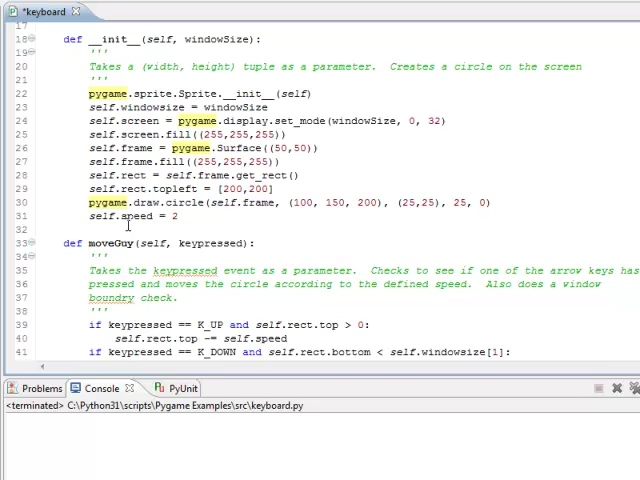 *keyboard
17
18 def __init__(self, windowSize):
19 '''
20 Takes a (width, height) tuple as a parameter.  Creates a circle on the screen
21 '''
22 pygame.sprite.Sprite.__init__(self)
23 self.windowsize = windowSize
24 self.screen = pygame.display.set_mode(windowSize, 0, 32)
25 self.screen.fill((255,255,255))
26 self.frame = pygame.Surface((50,50))
27 self.frame.fill((255,255,255))
28 self.rect = self.frame.get_rect()
29 self.rect.topleft = [200,200]
30 pygame.draw.circle(self.frame, (100, 150, 200), (25,25), 25, 0)
31 self.speed = 2
32
33 def moveGuy(self, keypressed):
34 '''
35 Takes the keypressed event as a parameter.  Checks to see if one of the arrow keys has
36 pressed and moves the circle according to the defined speed.  Also does a window
37 boundry check.
38 '''
39 if keypressed == K_UP and self.rect.top > 0:
40 self.rect.top -= self.speed
41 if keypressed == K_DOWN and self.rect.bottom < self.windowsize[1]:
Problems Console PyUnit
<terminated> C:\Python31\scripts\Pygame Examples\src\keyboard.py